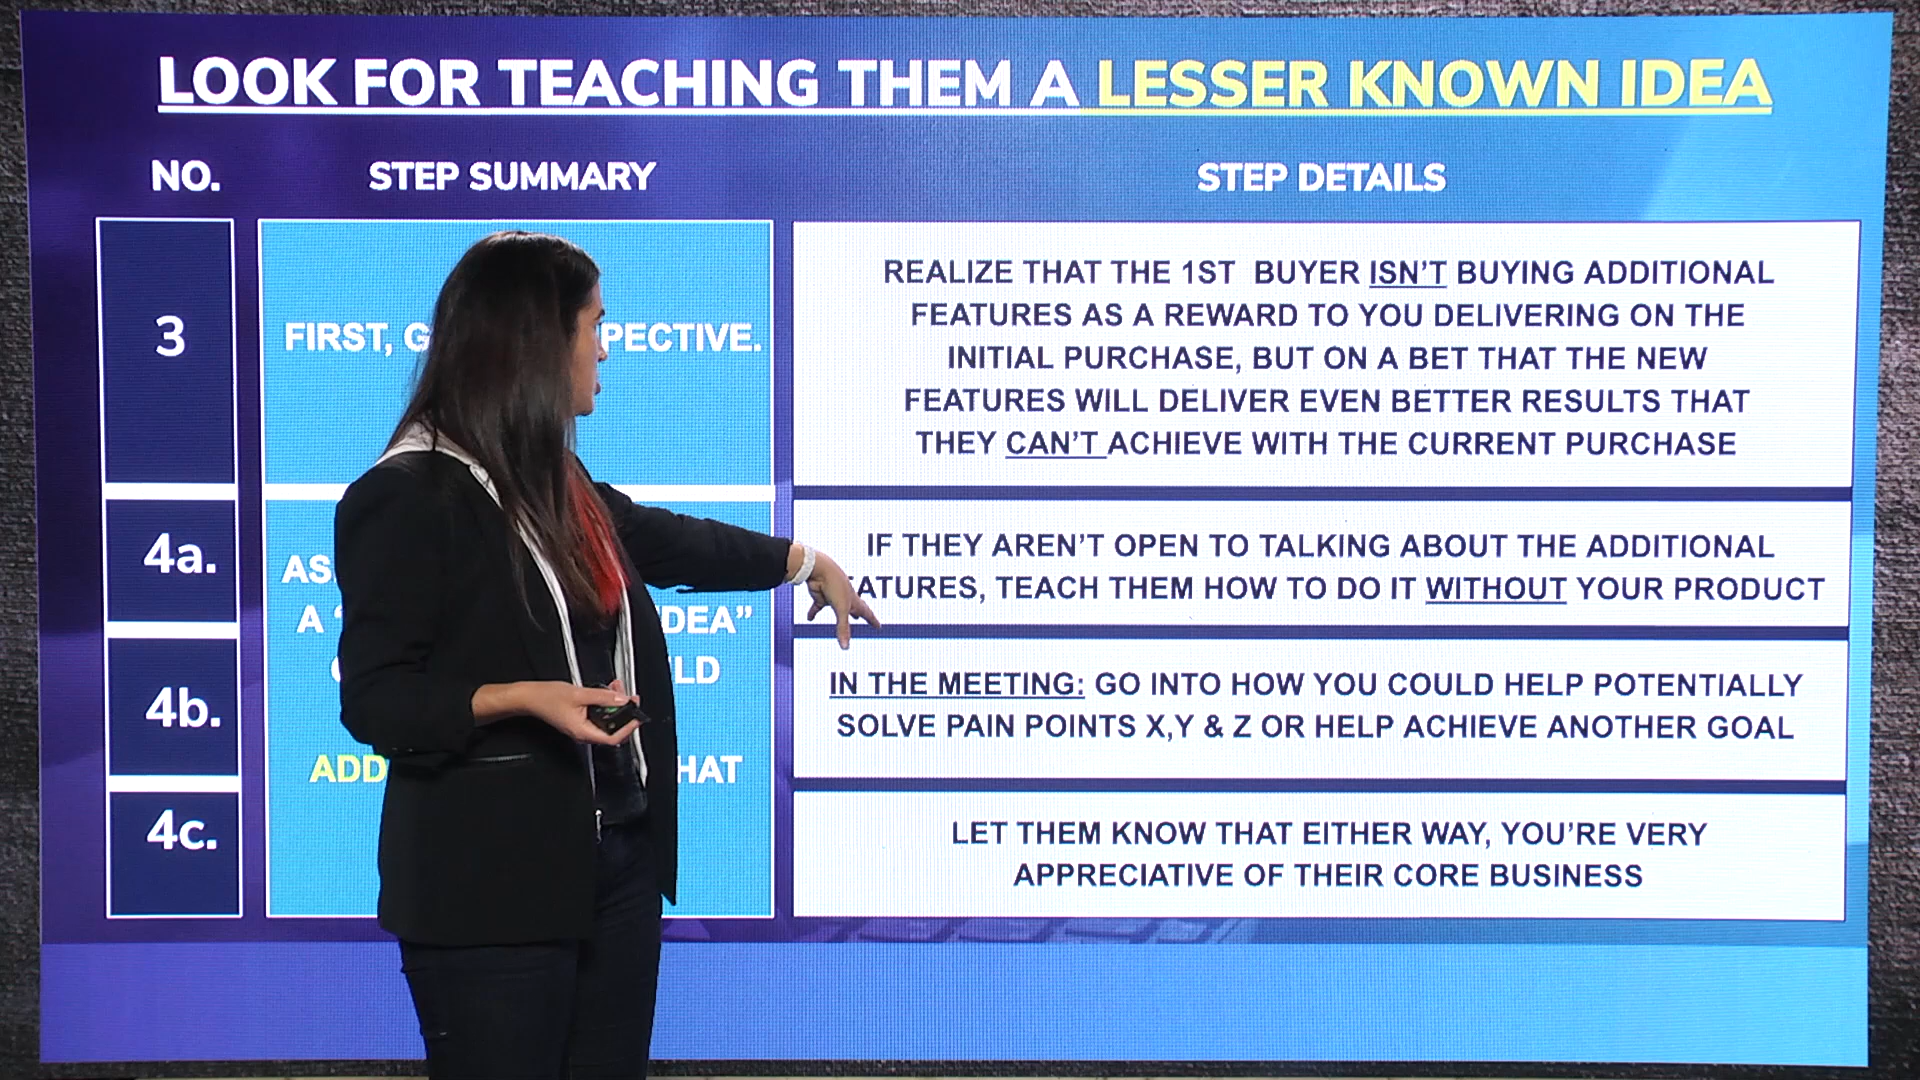 LOOK FOR TEACHING THEM A LESSER KNOWN IDEA
NO. STEP SUMMARY STEP DETAILS
3
FIRST,
REALIZE THAT THE 1ST BUYER ISN'T BUYING ADDITIONAL
FEATURES AS A REWARD TO YOU DELIVERING ON THE
INITIAL PURCHASE, BUT ON A BET THAT THE NEW
FEATURES WILL DELIVER EVEN BETTER RESULTS THAT
THEY CAN'T ACHIEVE WITH THE CURRENT PURCHASE
4a.
4b.
4c.
A IDEA"
IF THEY AREN'T OPEN TO TALKING ABOUT THE ADDITIONAL
FEATURES, TEACH THEM HOW TO DO IT WITHOUT YOUR PRODUCT
IN THE MEETING: GO INTO HOW YOU COULD HELP POTENTIALLY
SOLVE PAIN POINTS X,Y & Z OR HELP ACHIEVE ANOTHER GOAL
LET THEM KNOW THAT EITHER WAY, YOU'RE VERY
APPRECIATIVE OF THEIR CORE BUSINESS